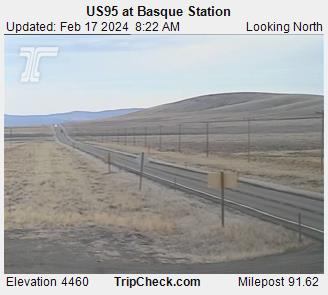 US95 at Basque Station
Updated: Feb 17 2024 8:22 AM Looking North
Elevation 4460 TripCheck.com Milepost 91.62